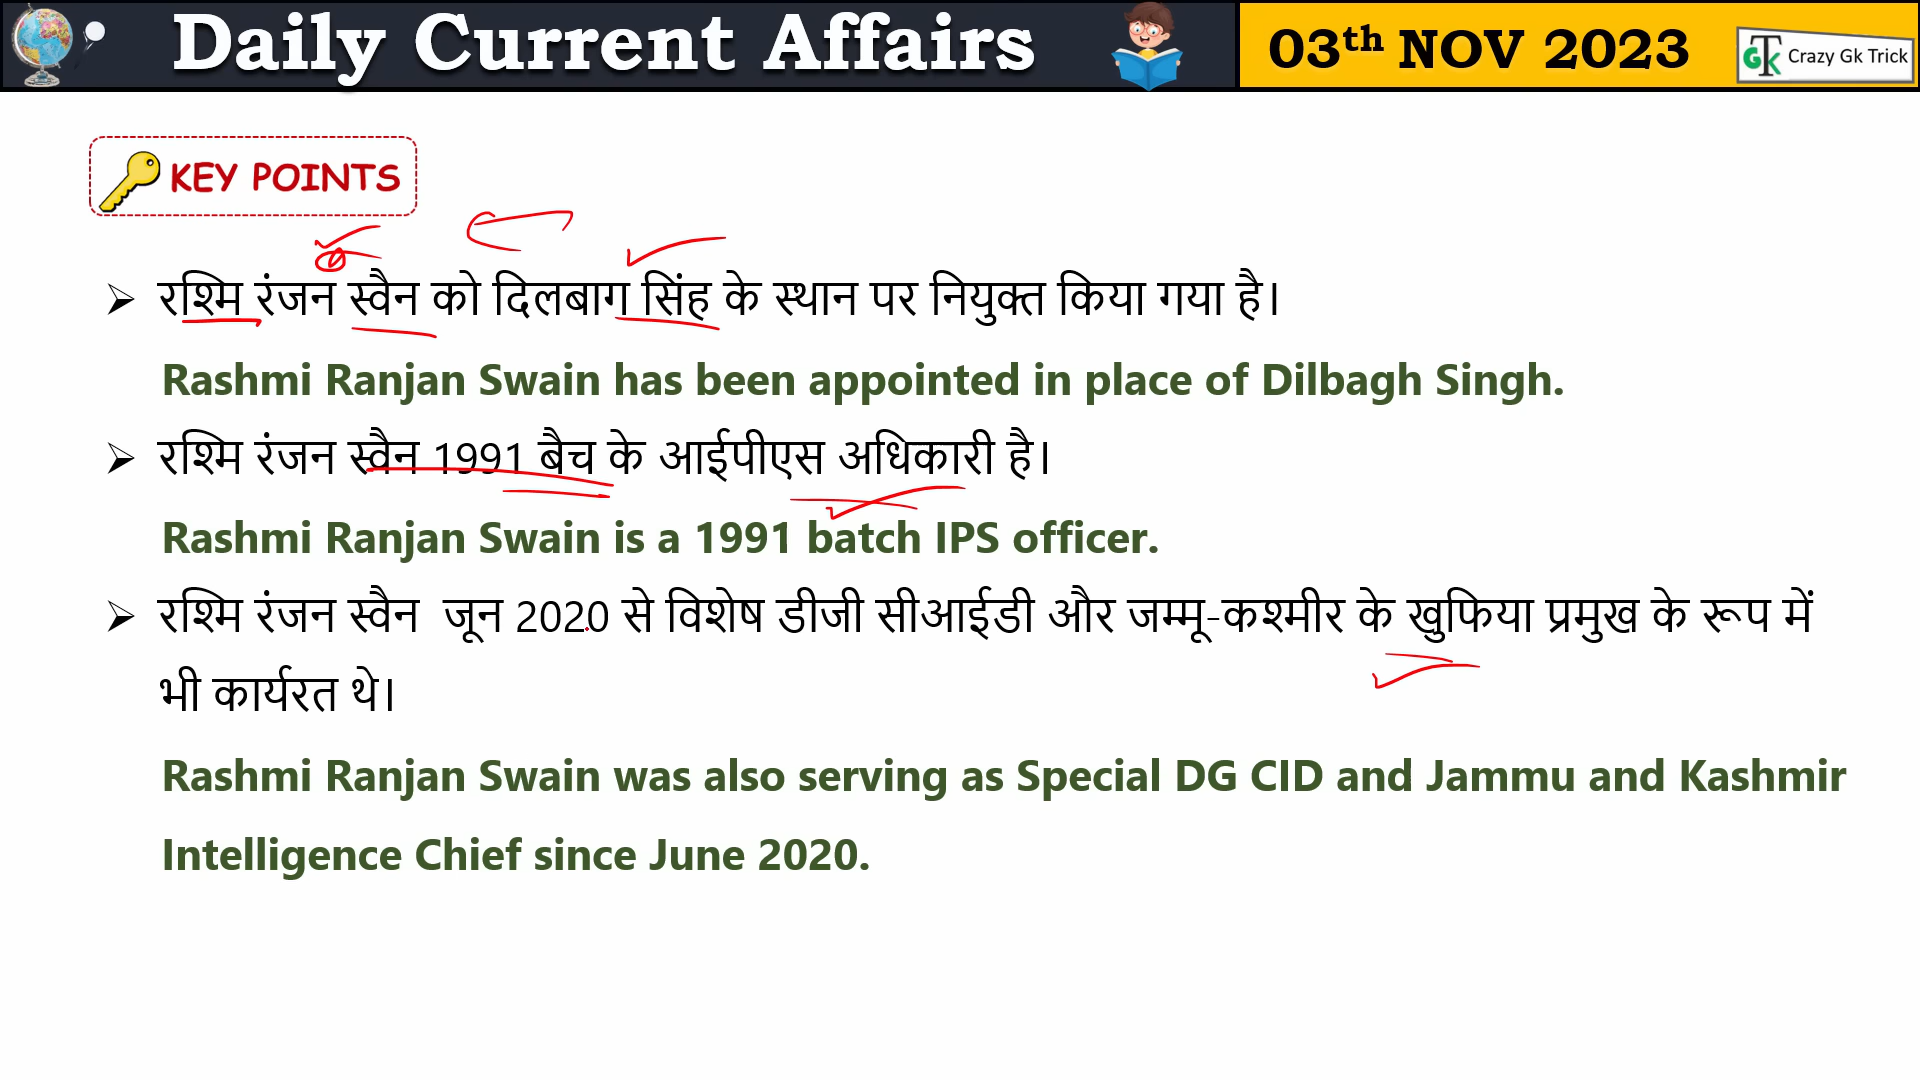 Daily Current Affairs
03th NOV 2023
GK Crazy Gk Trick
KEY POINTS
➢ रश्मि रंजन स्वैन को दिलबाग सिंह के स्थान पर नियुक्त किया गया है।
Rashmi Ranjan Swain has been appointed in place of Dilbagh Singh.
➢ रश्मि रंजन स्वैन 1991 बैच के आईपीएस अधिकारी है।
Rashmi Ranjan Swain is a 1991 batch IPS officer.
➢ रश्मि रंजन स्वैन जून 2020 से विशेष डीजी सीआईडी और जम्मू-कश्मीर के खुफिया प्रमुख के रूप में
भी कार्यरत थे।
Rashmi Ranjan Swain was also serving as Special DG CID and Jammu and Kashmir
Intelligence Chief since June 2020.